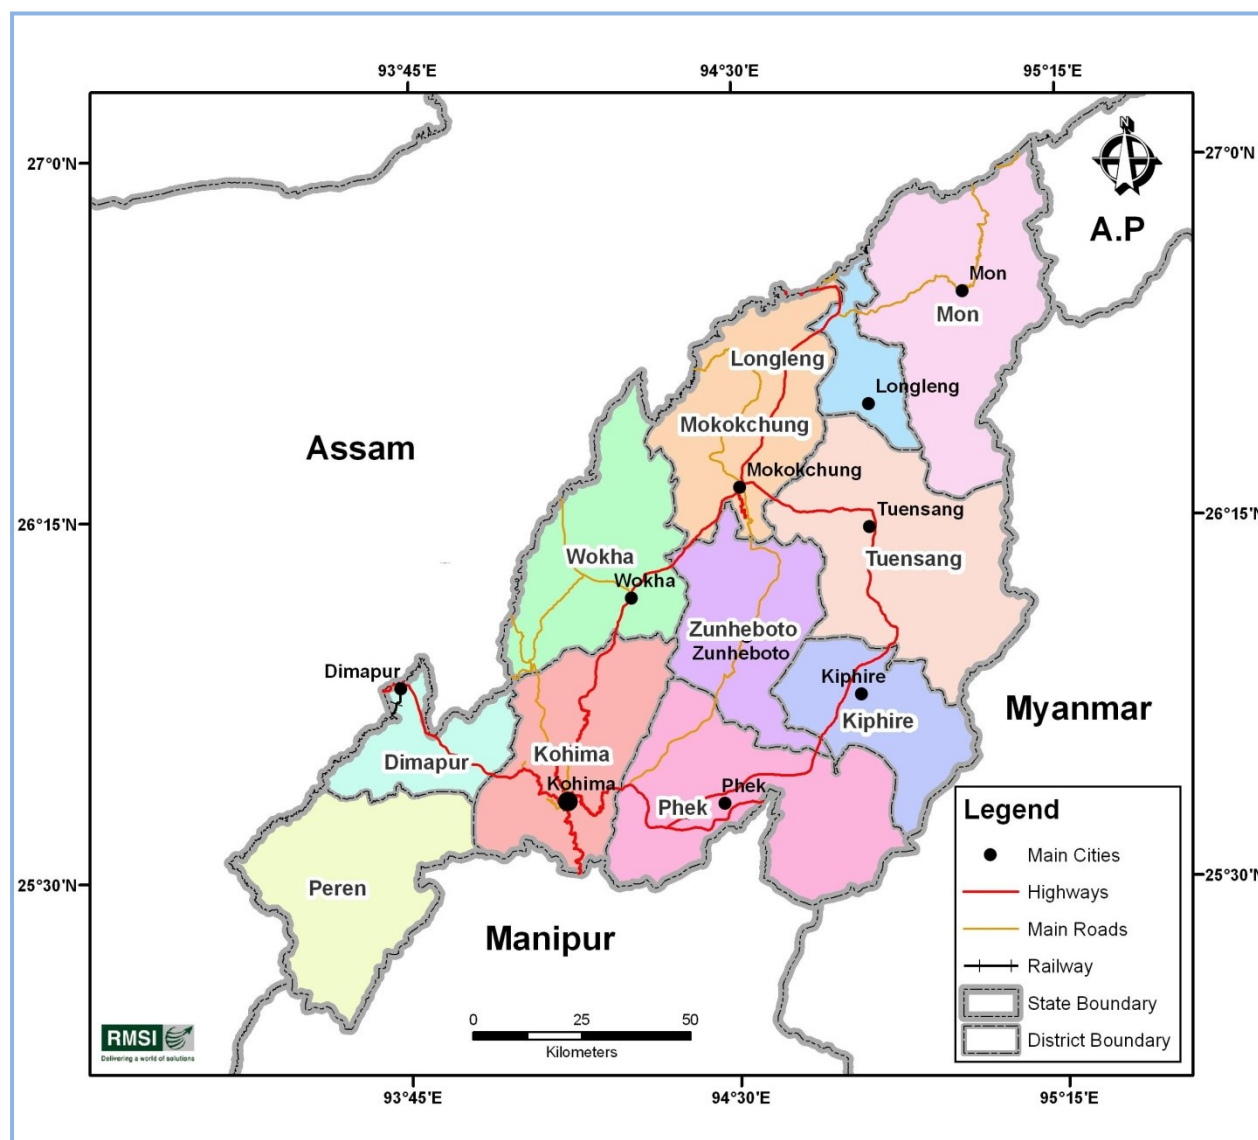 93°45'E
94°30'E
95°15'E
N
27°0'N
27°0'N
A.P
Mon
Mon
Longleng
Longleng
Mokokchung
Assam
Mokokchung
Tuensang
26°15'N
26°15'N
Wokha
Tuensang
Wokha
Zunheboto
Zunheboto
Dimapur
Kiphire
Myanmar
Kiphire
Kohima
Dimapur
Kohima
Phek
Phek
Legend
Main Cities
25°30'N
25°30'N
Peren
Highways
Manipur
Main Roads
Railway
State Boundary
District Boundary
0 25 50
Kilometers
RMSI
Delivering a world of solutions
93°45'E
94°30'E
95°15'E